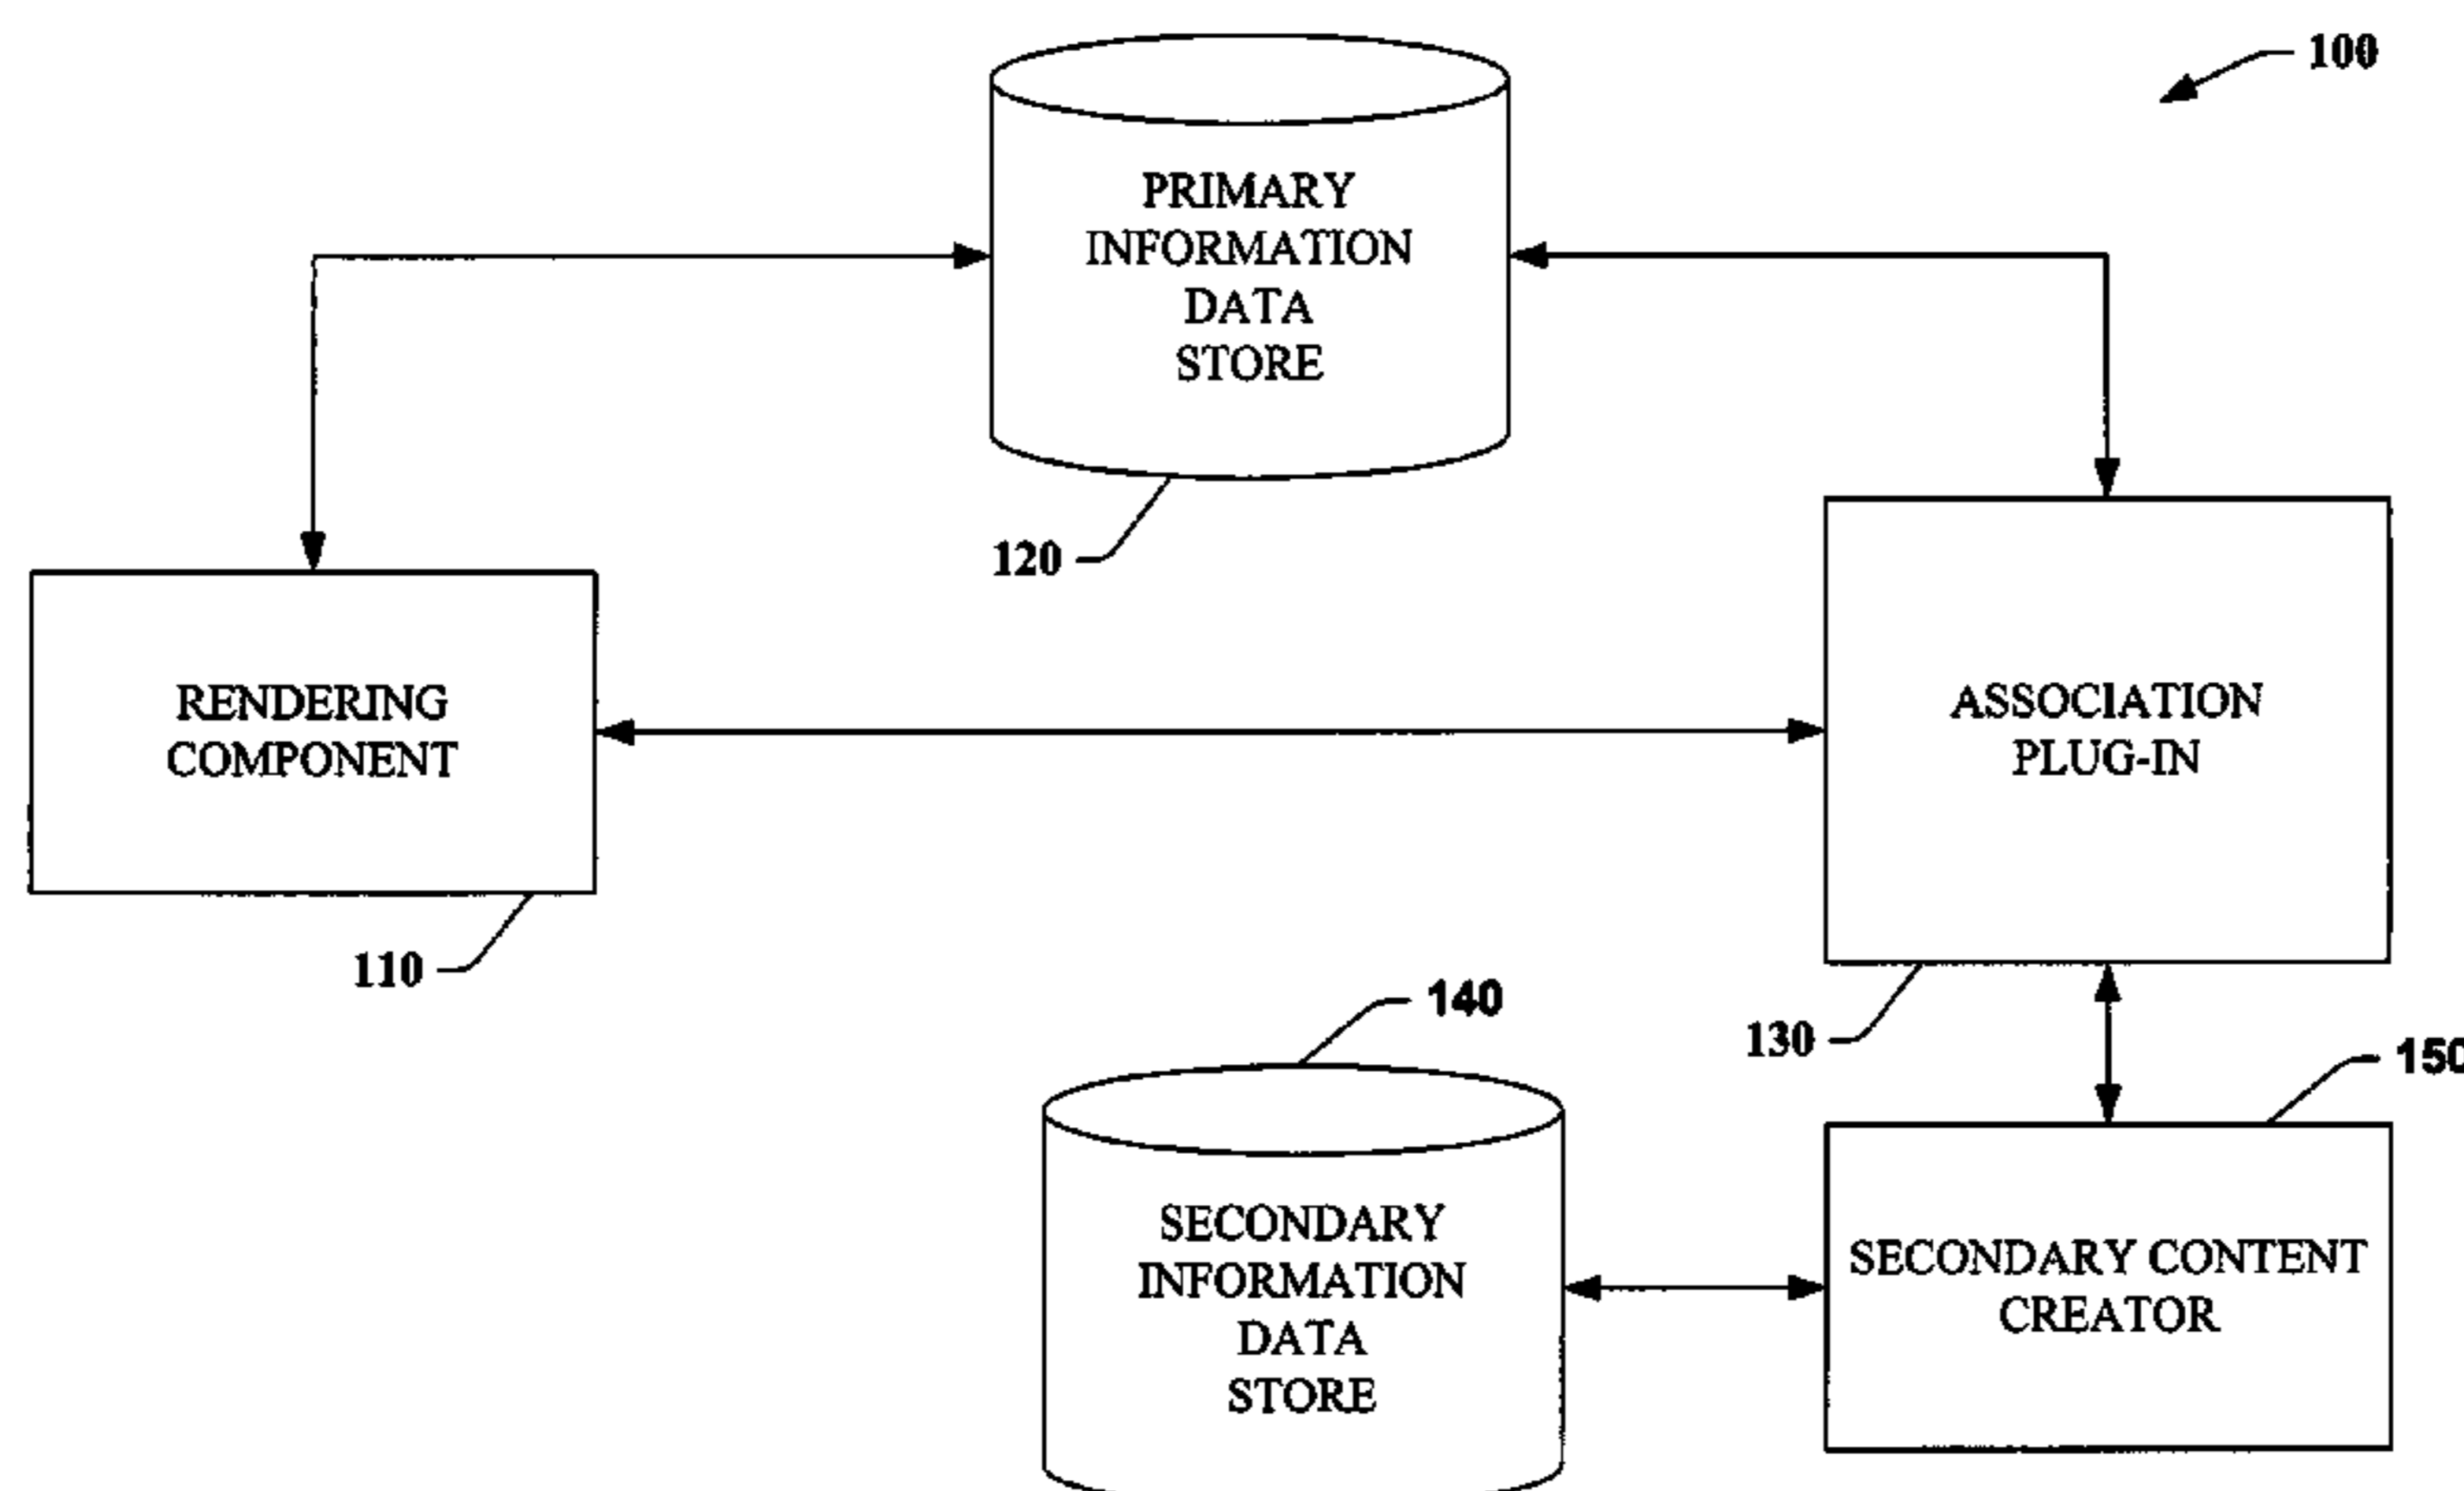 100
PRIMARY
INFORMATION
DATA
STORE
120
RENDERING
COMPONENT
110
ASSOCIATION
PLUG-IN
130
140
150
SECONDARY
INFORMATION
DATA
STORE
SECONDARY CONTENT
CREATOR